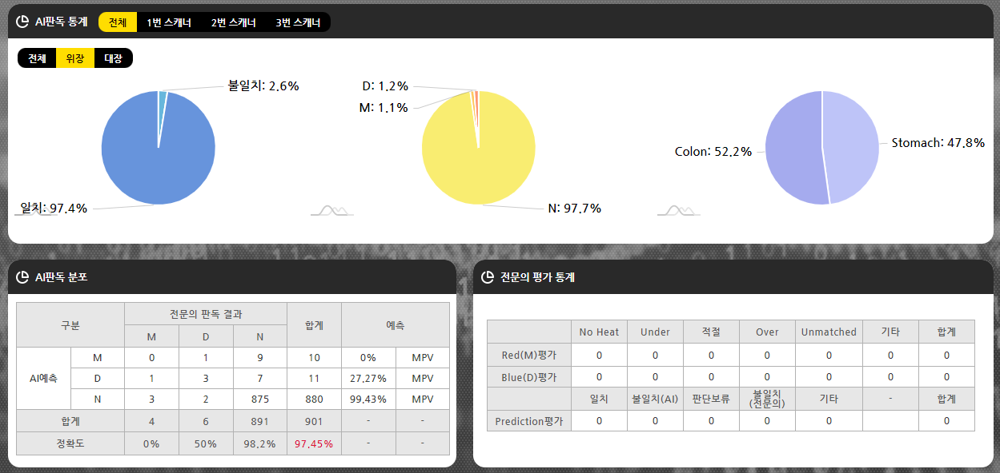 AI판독 통계 전체 1번 스캐너 2번 스캐너 3번 스캐너
전체 위장 대장
불일치: 2.6%
일치: 97.4%
D: 1.2%
M: 1.1%
N: 97.7%
Colon: 52.2%
Stomach: 47.8%
AI판독 분포
구분 전문의 판독 결과 합계 예측
M D N
AI예측
M 0 1 9 10 0% MPV
D 1 3 7 11 27,27% MPV
N 3 2 875 880 99,43% MPV
합계 4 6 891 901 - -
정확도 0% 50% 98,2% 97,45% - -
전문의 평가 통계
No Heat Under 적절 Over Unmatched 기타 합계
Red(M)평가 0 0 0 0 0 0 0
Blue(D)평가 0 0 0 0 0 0 0
일치 불일치(AI) 판단보류 불일치
(전문의) 기타 - 합계
Prediction평가 0 0 0 0 0 0